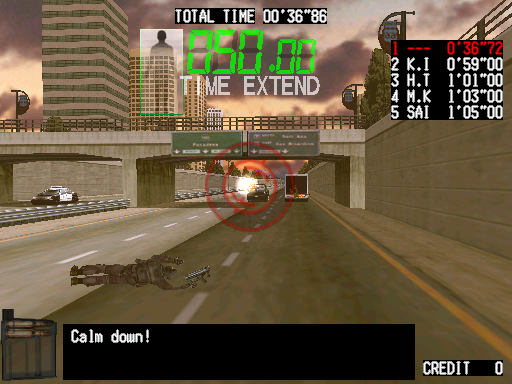 TOTAL TIME 00'36"86
050.00
TIME EXTEND
1 --- 0'36"72
2 K.I 0'59"00
3 H.T 1'01"00
4 M.K 1'03"00
5 SAI 1'05"00
Pasadena
Calm down!
CREDIT 0